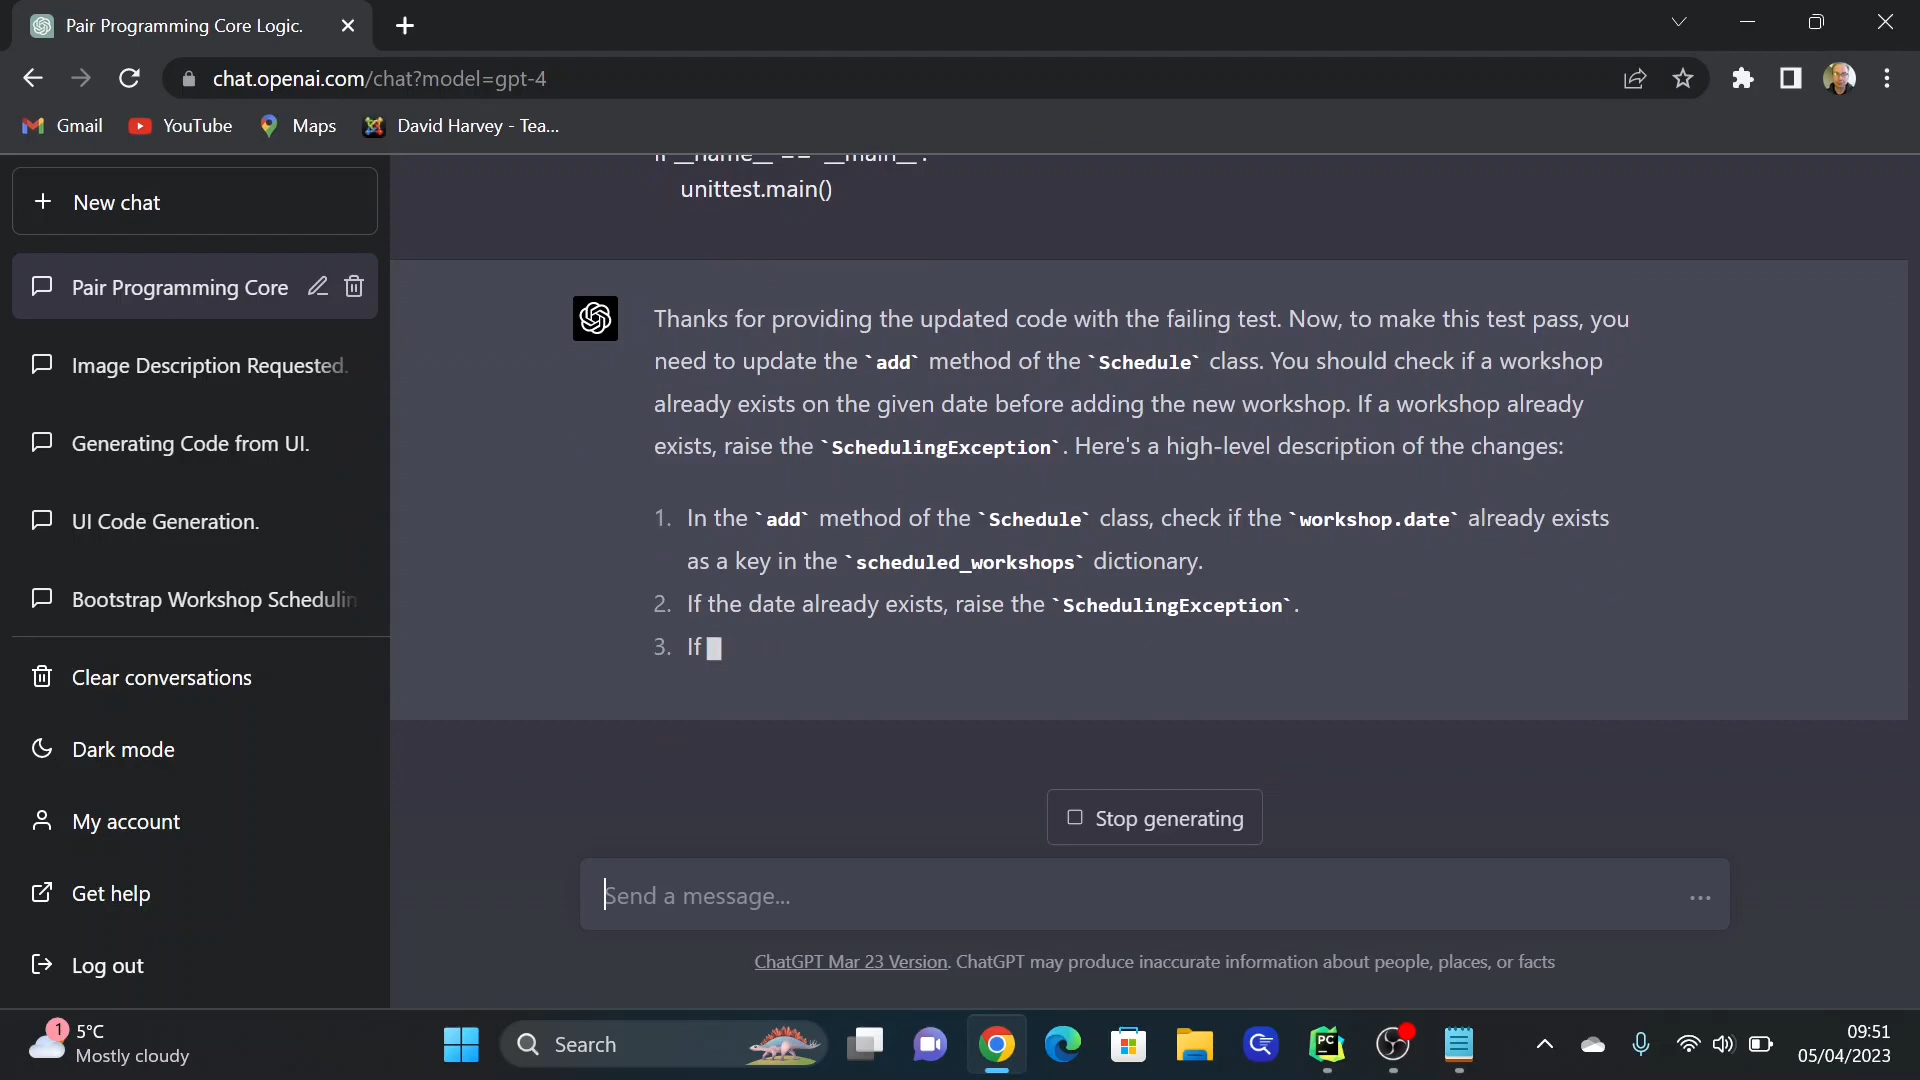 Pair Programming Core Logic.
chat.openai.com/chat?model=gpt-4
Gmail
YouTube
Maps
David Harvey - Tea...
New chat
Pair Programming Core
Image Description Requested.
Generating Code from UI.
UI Code Generation.
Bootstrap Workshop Schedulin
Clear conversations
Dark mode
My account
Get help
Log out
if __name__ == '__main__':
unittest.main()
Thanks for providing the updated code with the failing test. Now, to make this test pass, you
need to update the `add` method of the `Schedule` class. You should check if a workshop
already exists on the given date before adding the new workshop. If a workshop already
exists, raise the `SchedulingException`. Here's a high-level description of the changes:
1. In the `add` method of the `Schedule` class, check if the `workshop.date` already exists
as a key in the `scheduled_workshops` dictionary.
2. If the date already exists, raise the `SchedulingException`.
3. If
Stop generating
Send a message...
ChatGPT Mar 23 Version. ChatGPT may produce inaccurate information about people, places, or facts
1
5°C
Mostly cloudy
Search
PC
09:51
05/04/2023